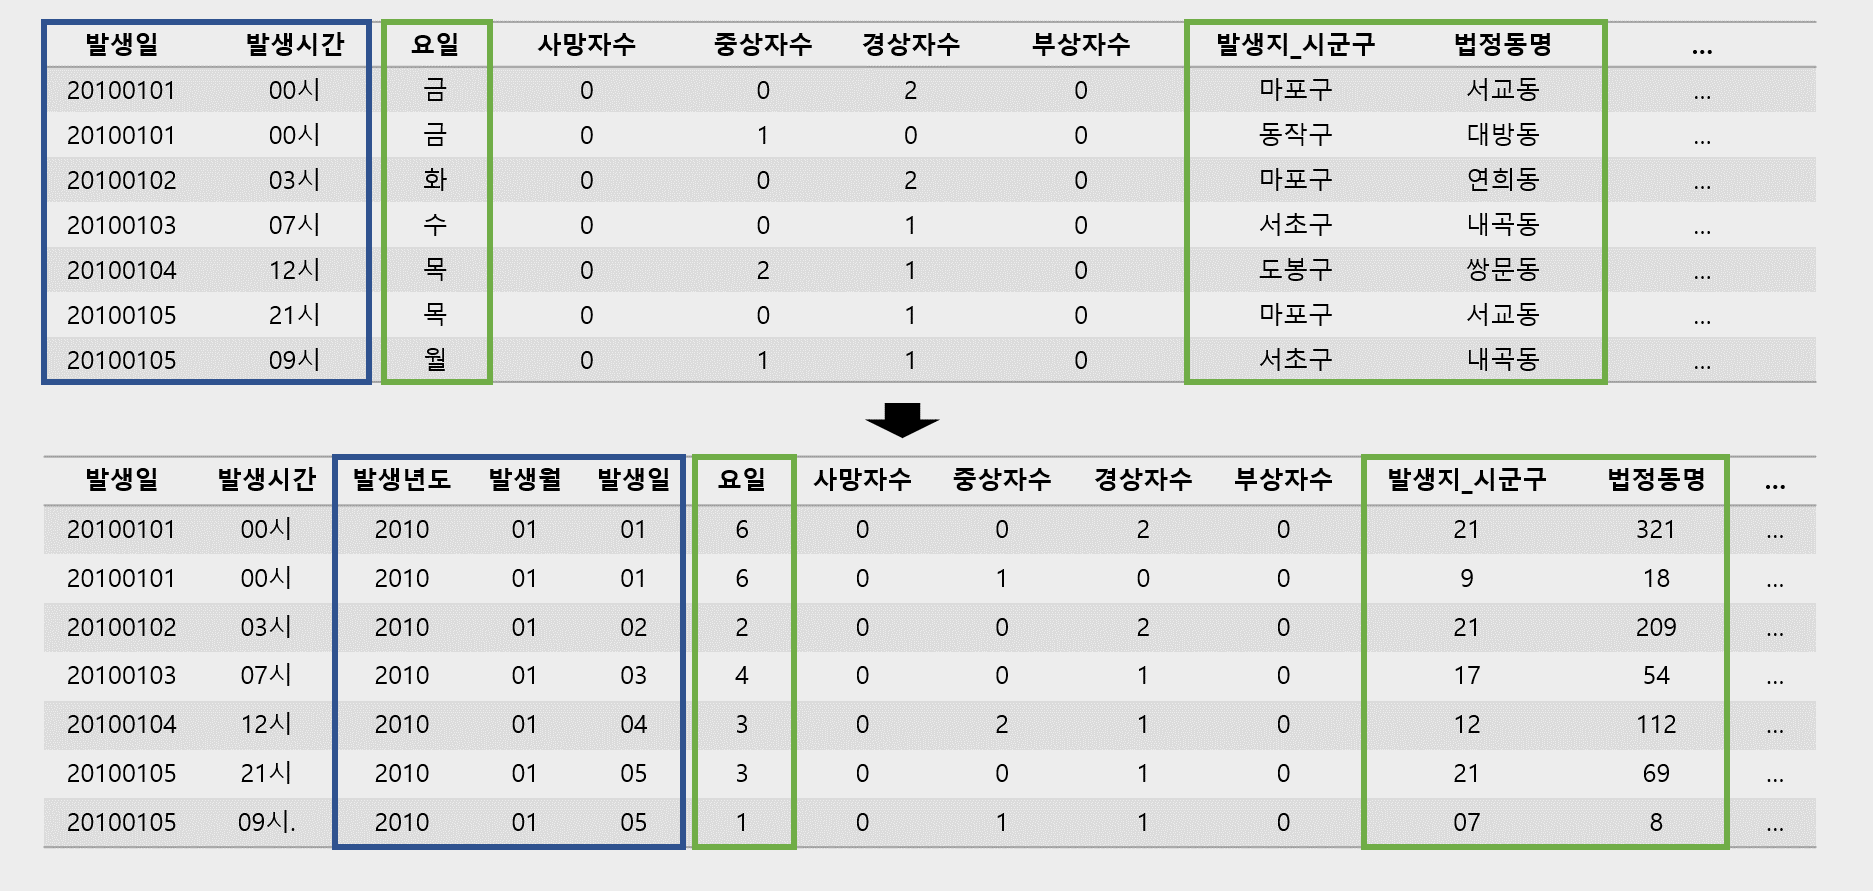 발생일 발생시간 요일 사망자수 중상자수 경상자수 부상자수 발생지_시군구 법정동명 ...
20100101 00시 금 0 0 2 0 마포구 서교동 ...
20100101 00시 금 0 1 0 0 동작구 대방동 ...
20100102 03시 화 0 0 2 0 마포구 연희동 ...
20100103 07시 수 0 0 1 0 서초구 내곡동 ...
20100104 12시 목 0 2 1 0 도봉구 쌍문동 ...
20100105 21시 목 0 0 1 0 마포구 서교동 ...
20100105 09시 월 0 1 1 0 서초구 내곡동 ...
발생일 발생시간 발생년도 발생월 발생일 요일 사망자수 중상자수 경상자수 부상자수 발생지_시군구 법정동명 ...
20100101 00시 2010 01 01 6 0 0 2 0 21 321 ...
20100101 00시 2010 01 01 6 0 1 0 0 9 18 ...
20100102 03시 2010 01 02 2 0 0 2 0 21 209 ...
20100103 07시 2010 01 03 4 0 0 1 0 17 54 ...
20100104 12시 2010 01 04 3 0 2 1 0 12 112 ...
20100105 21시 2010 01 05 3 0 0 1 0 21 69 ...
20100105 09시. 2010 01 05 1 0 1 1 0 07 8 ...